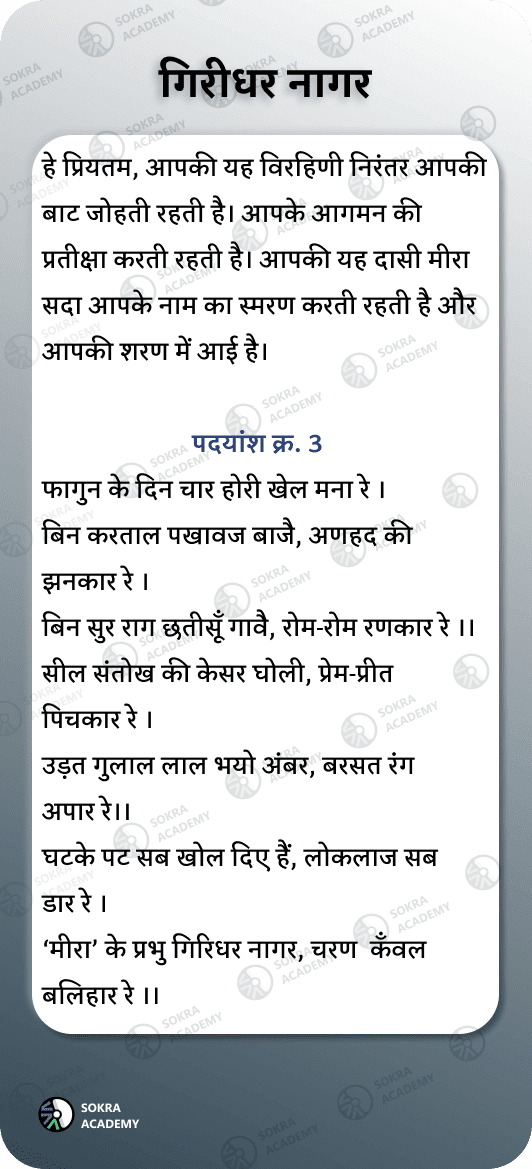 गिरीधर नागर
हे प्रियतम, आपकी यह विरहिणी निरंतर आपकी
बाट जोहती रहती है। आपके आगमन की
प्रतीक्षा करती रहती है। आपकी यह दासी मीरा
सदा आपके नाम का स्मरण करती रहती है और
आपकी शरण में आई है।
पदयांश क्र. 3
फागुन के दिन चार होरी खेल मना रे ।
बिन करताल पखावज बाजै, अणहद की
झनकार रे ।
बिन सुर राग छतीसूँ गावै, रोम-रोम रणकार रे ।।
सील संतोख की केसर घोली, प्रेम-प्रीत
पिचकार रे ।
उड़त गुलाल लाल भयो अंबर, बरसत रंग
अपार रे।।
घटके पट सब खोल दिए हैं, लोकलाज सब
डार रे ।
‘मीरा’ के प्रभु गिरिधर नागर, चरण कँवल
बलिहार रे ।।
SOKRA
ACADEMY